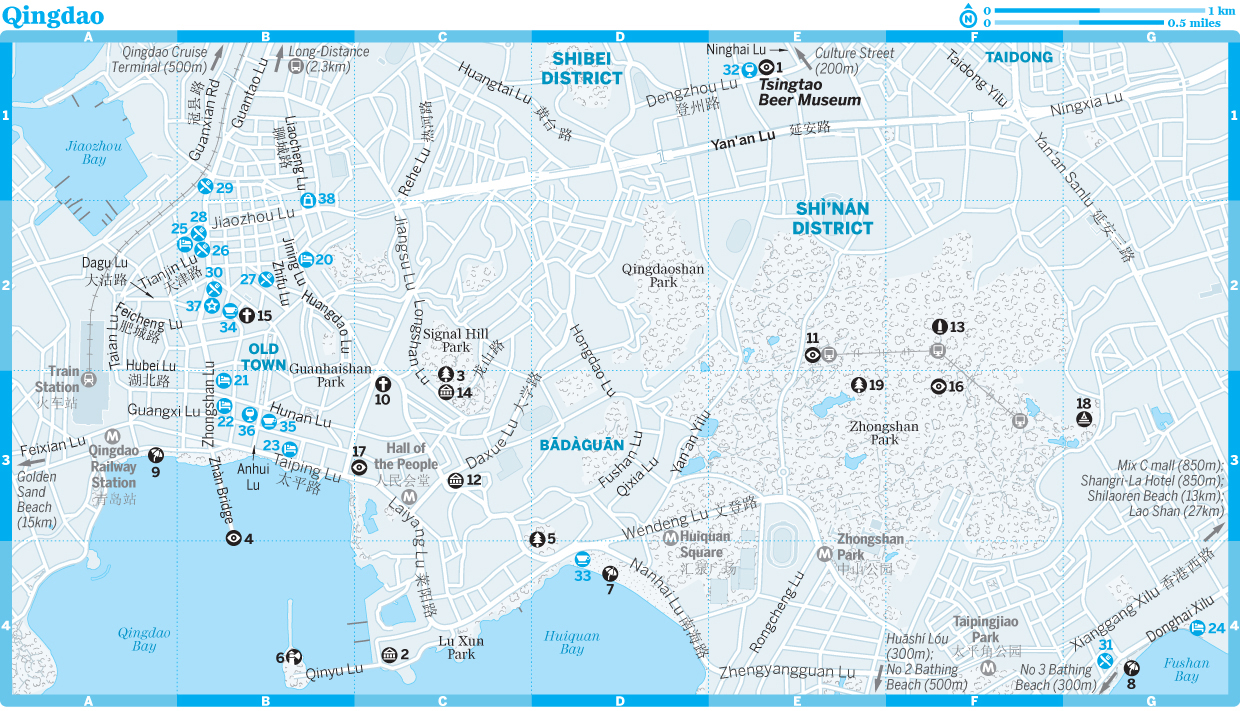 Qingdao
N
0 1 km
0 0.5 miles
A B C D E F G
Qingdao Cruise
Terminal (500m)
Long-Distance
(2.3km)
SHIBEI
DISTRICT
Ninghai Lu
32
1
Tsingtao
Beer Museum
Culture Street
(200m)
TAIDONG
Taidong Yilu
Ningxia Lu
冠县路
Guanxian Rd
Guantao Lu
Liaocheng Lu
聊城路
Rehe Lu
Huangtai Lu 黄台路
Dengzhou Lu
登州路
Yan'an Lu 延安路
Yan'an Sanlu 延安三路
1
1
Jiaozhou
Bay
29
38
Jiaozhou Lu
28
25
26
SHÌ'NÁN
DISTRICT
Dagu Lu
大沽路
Tianjin Lu
天津路
30
27
20
Jining Lu
Zhifu Lu
Jiangsu Lu
Qingdaoshan
Park
2
2
37
34
15
Feicheng Lu
肥城路
Huangdao Lu
Longshan Lu
Signal Hill
Park
龙山路
Hongdao Lu
11
13
Taian Lu
Hubei Lu
湖北路
OLD
TOWN
Guanhaishan
Park
Train
Station
火车站
Zhongshan Lu
21
10
3
14
19
16
18
Guangxi Lu
22
36
35
Hunan Lu
Daxue Lu 大学路
BĀDÀGUĀN
Zhongshan
Park
Feixian Lu
Qingdao
Railway
Station
青岛站
9
23
Taiping Lu
太平路
Anhui
Lu
17
Hall of
the People
人民会堂
12
Fushan Lu
Qixia Lu
Yan'an Yilu
3
3
Golden
Sand
Beach
(15km)
Zhàn Bridge
4
Mix C mall (850m);
Shangri-La Hotel (850m);
Shilaoren Beach (13km);
Lao Shan (27km)
Laiyang Lu 莱阳路
5
Wendeng Lu 文登路
Huiquan
Square
汇泉广场
Zhongshan
Park
中山公园
33
7
Nanhai Lu 南海路
Rongcheng Lu
Xianggang Xilu 香港西路
Donghai Xilu
4
4
Qingdao
Bay
6
Qinyu Lu
2
Lu Xun
Park
Huiquan
Bay
Zhengyangguan Lu
Huāshí Lóu
(300m);
No 2 Bathing
Beach (500m)
Taipingjiao
Park
太平角公园
No 3 Bathing
Beach (300m)
31
8
24
Fushan
Bay
A B C D E F G